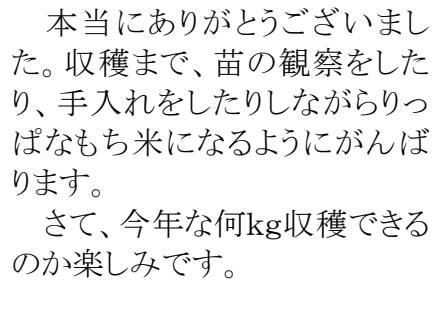 本当にありがとうございまし
た。収穫まで、苗の観察をした
り、手入れをしたりしながらりっ
ぱなもち米になるようにがんば
ります。
　さて、今年な何kg収穫できる
のか楽しみです。